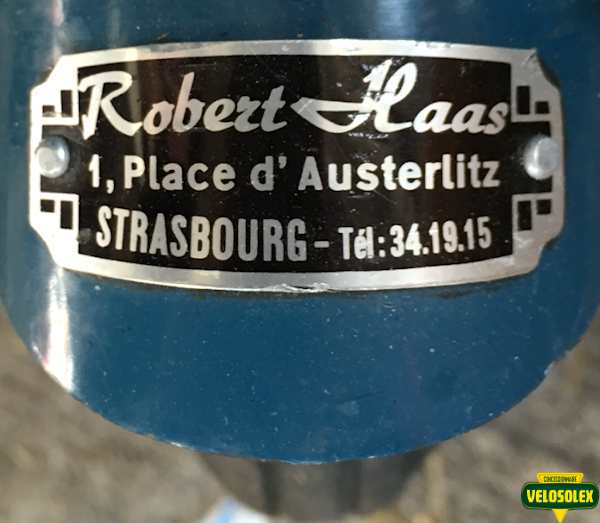 Robert Haas
1, Place d'Austerlitz
STRASBOURG - Tél: 34.19.15
CONCESSIONNAIRE
VELOSOLEX